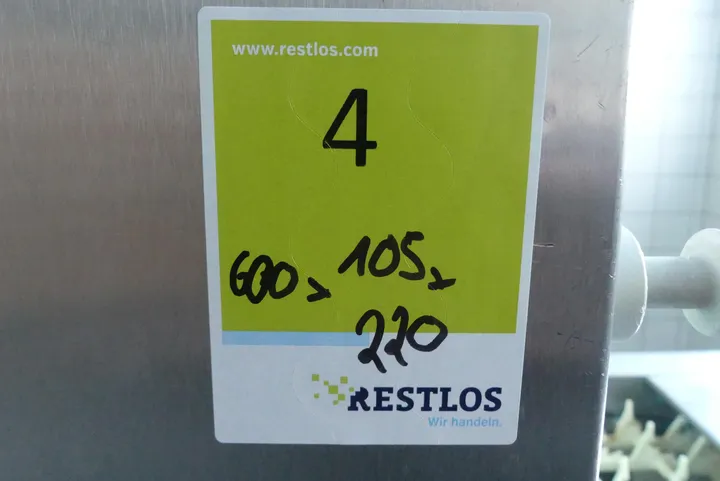 www.restlos.com
4
600 x 105 x
220
RESTLOS
Wir handeln.